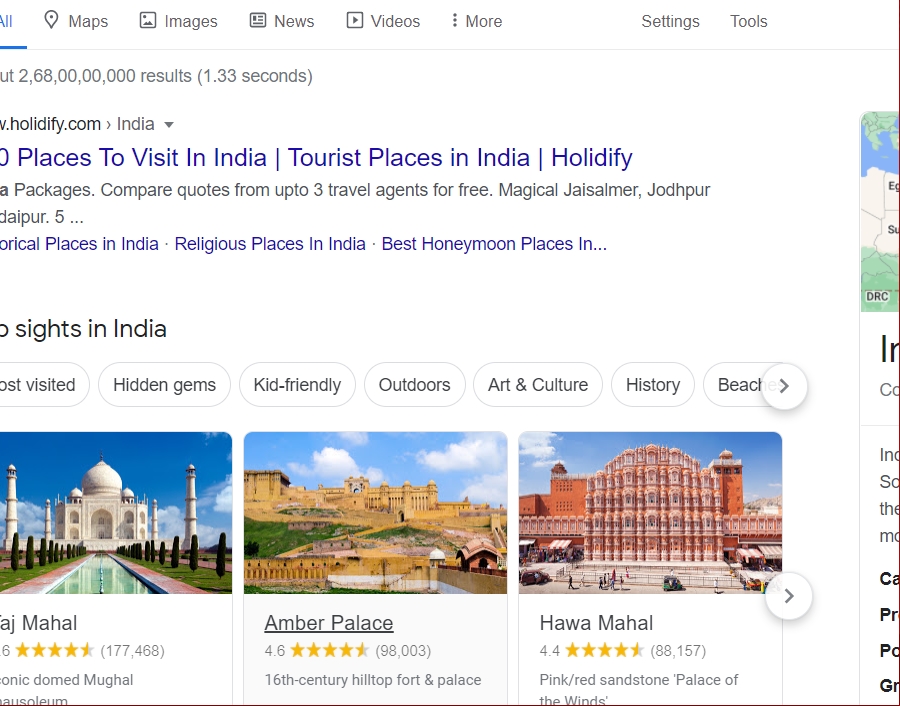 All
Maps
Images
News
Videos
More
Settings
Tools
ut 2,68,00,00,000 results (1.33 seconds)
w.holidify.com › India
0 Places To Visit In India | Tourist Places in India | Holidify
a Packages. Compare quotes from upto 3 travel agents for free. Magical Jaisalmer, Jodhpur
daipur. 5 ...
orical Places in India · Religious Places In India · Best Honeymoon Places In...
p sights in India
ost visited
Hidden gems
Kid-friendly
Outdoors
Art & Culture
History
Beache
Taj Mahal
.6 (177,468)
conic domed Mughal
mausoleum
Amber Palace
4.6 (98,003)
16th-century hilltop fort & palace
Hawa Mahal
4.4 (88,157)
Pink/red sandstone 'Palace of
the Winds'
Eg
Su
DRC
In
Co
Ind
So
the
mo
Ca
Pr
Po
Gr